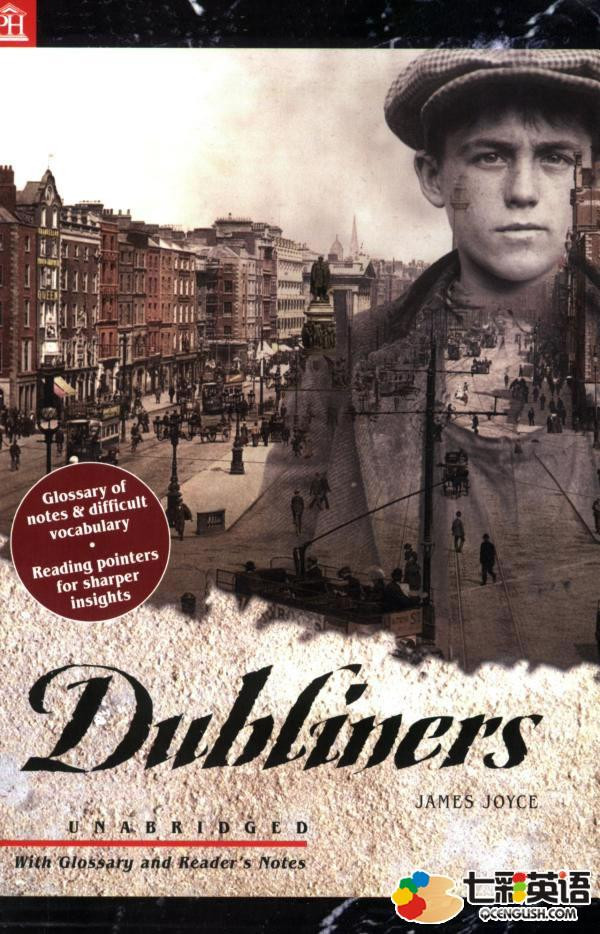 PH
Glossary of
notes & difficult
vocabulary
•
Reading pointers
for sharper
insights
Dubliners
JAMES JOYCE
UNABRIDGED
With Glossary and Reader's Notes
七彩英语
QCENGLISH.COM